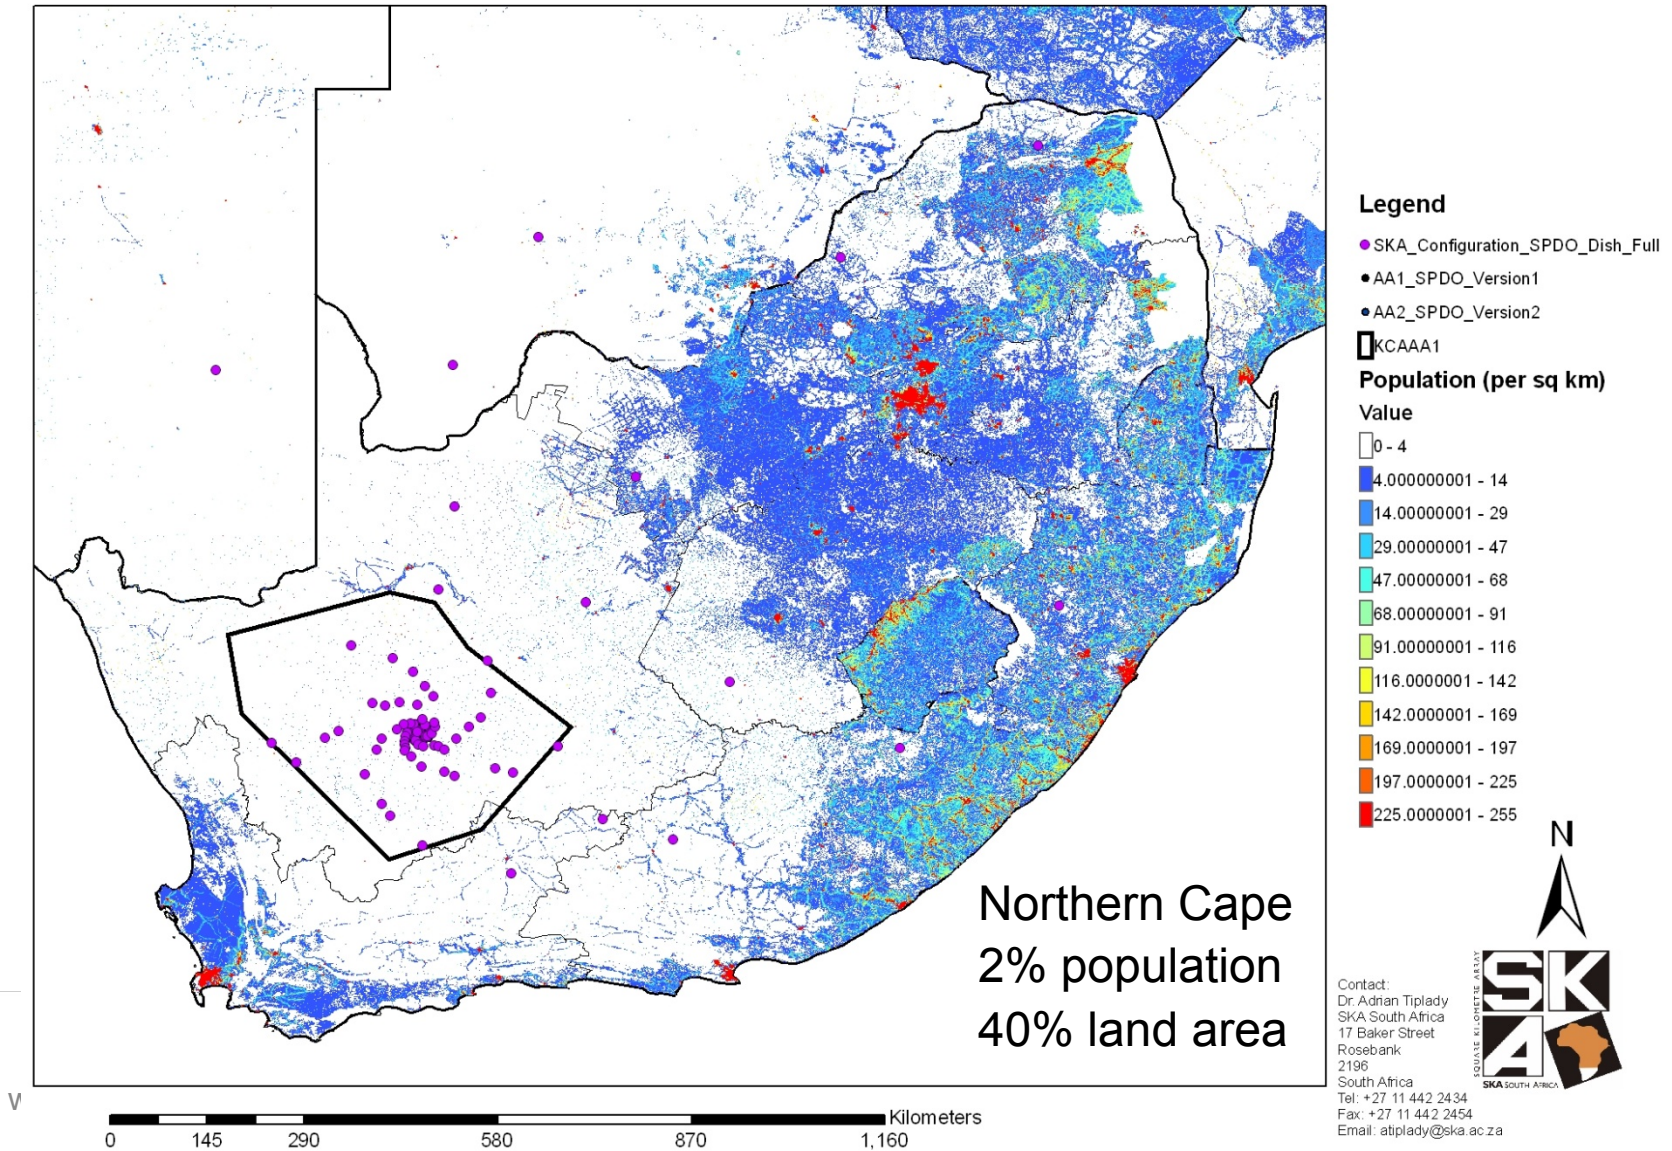 Legend
SKA_Configuration_SPDO_Dish_Full
AA1_SPDO_Version1
AA2_SPDO_Version2
KCAAA1
Population (per sq km)
Value
0 - 4
4.000000001 - 14
14.00000001 - 29
29.00000001 - 47
47.00000001 - 68
68.00000001 - 91
91.00000001 - 116
116.0000001 - 142
142.0000001 - 169
169.0000001 - 197
197.0000001 - 225
225.0000001 - 255
N
Northern Cape
2% population
40% land area
SQUARE KILOMETRE ARRAY
SKA
SKA SOUTH AFRICA
Contact:
Dr. Adrian Tiplady
SKA South Africa
17 Baker Street
Rosebank
2196
South Africa
Tel: +27 11 442 2434
Fax: +27 11 442 2454
Email: atiplady@ska.ac.za
Kilometers
0 145 290 580 870 1,160